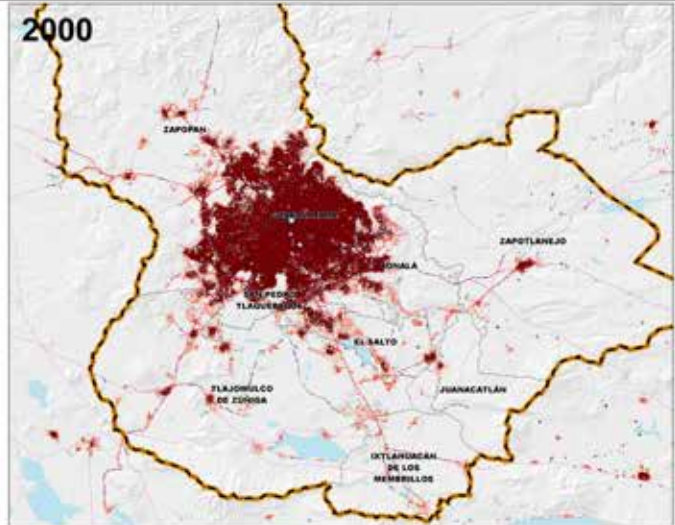 2000
ZAPOPAN
ZAPOTLANEJO
TONALÁ
SAN PEDRO
TLAQUEPAQUE
EL SALTO
TLAJOMULCO
DE ZÚÑIGA
JUANACATLÁN
IXTLAHUACÁN
DE LOS
MEMBRILLOS